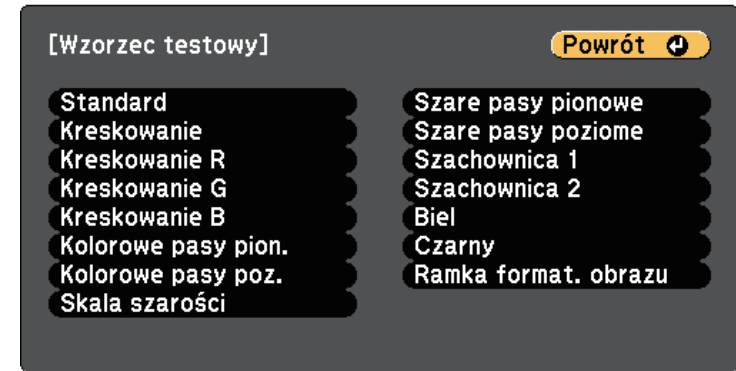 [Wzorzec testowy]
Powrót
Standard
Kreskowanie
Kreskowanie R
Kreskowanie G
Kreskowanie B
Kolorowe pasy pion.
Kolorowe pasy poz.
Skala szarości
Szare pasy pionowe
Szare pasy poziome
Szachownica 1
Szachownica 2
Biel
Czarny
Ramka format. obrazu